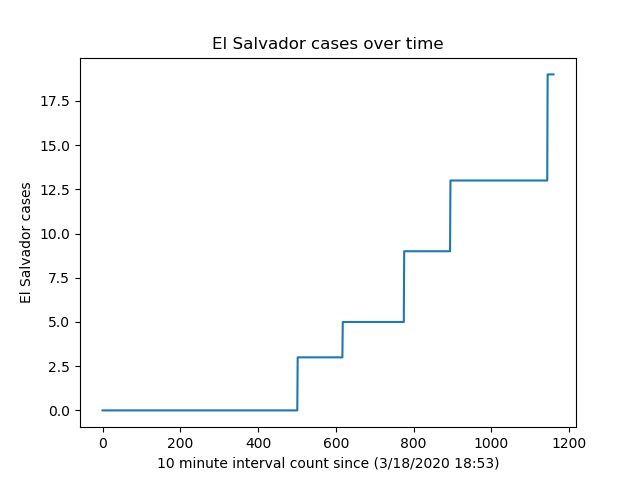 El Salvador cases over time
17.5
15.0
12.5
10.0
7.5
5.0
2.5
0.0
El Salvador cases
0 200 400 600 800 1000 1200
10 minute interval count since (3/18/2020 18:53)